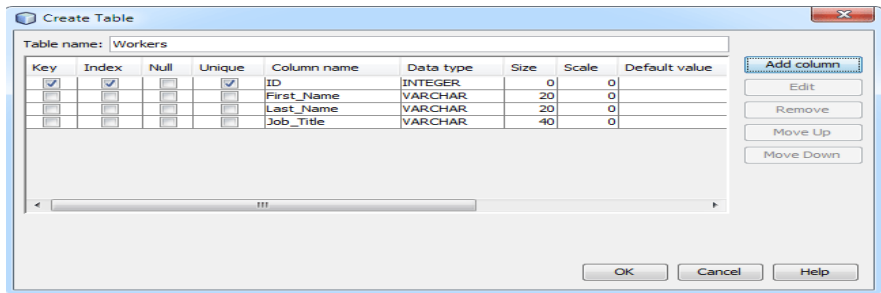 Create Table
Table name: Workers
Key Index Null Unique Column name Data type Size Scale Default value
ID INTEGER 0 0
First_Name VARCHAR 20 0
Last_Name VARCHAR 20 0
Job_Title VARCHAR 40 0
Add column
Edit
Remove
Move Up
Move Down
OK Cancel Help